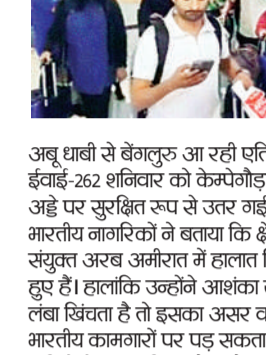 अबू धाबी से बेंगलुरु आ रही
ईवाई-262 शनिवार को केम्पेगौड़
अड्डे पर सुरक्षित रूप से उतर गई
भारतीय नागरिकों ने बताया कि
संयुक्त अरब अमीरात में हालात
हुए हैं। हालांकि उन्होंने आशंका
लंबा खिंचता है तो इसका असर
भारतीय कामगारों पर पड़ सकता